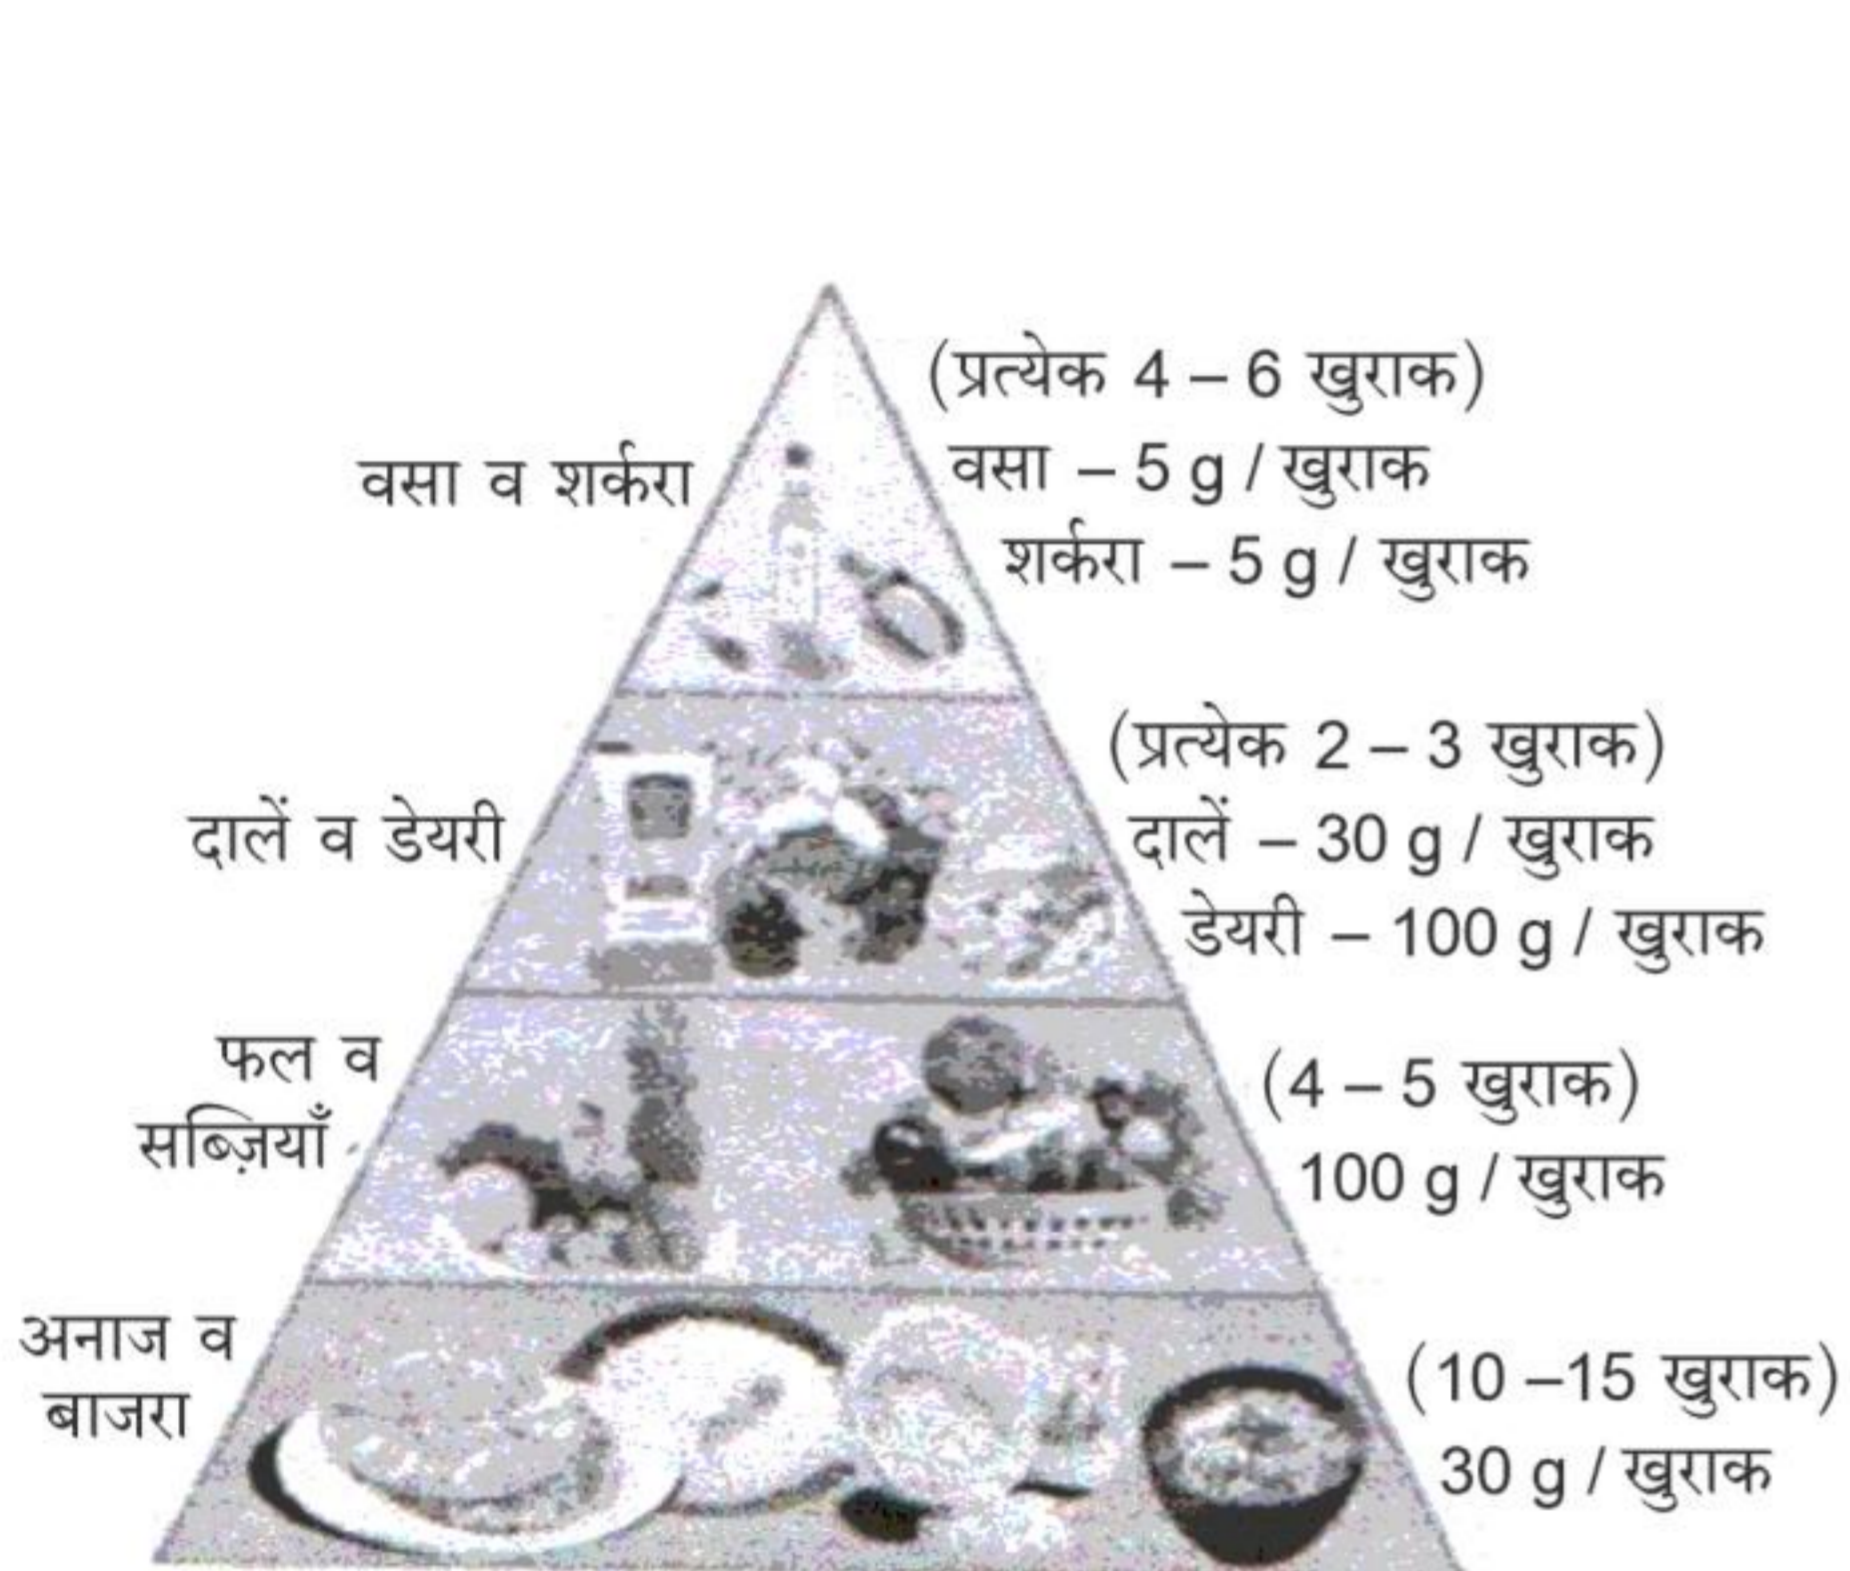 (प्रत्येक 4 – 6 खुराक)
वसा व शर्करा
वसा – 5 g / खुराक
शर्करा – 5 g / खुराक
(प्रत्येक 2 – 3 खुराक)
दालें व डेयरी
दालें – 30 g / खुराक
डेयरी – 100 g / खुराक
फल व
सब्ज़ियाँ
(4 – 5 खुराक)
100 g / खुराक
अनाज व
बाजरा
(10 –15 खुराक)
30 g / खुराक